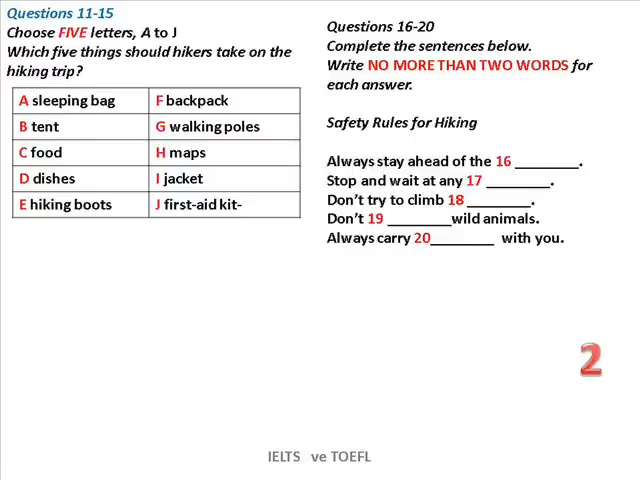 Questions 11-15
Choose FIVE letters, A to J
Which five things should hikers take on the
hiking trip?
A sleeping bag F backpack
B tent G walking poles
C food H maps
D dishes I jacket
E hiking boots J first-aid kit-
Questions 16-20
Complete the sentences below.
Write NO MORE THAN TWO WORDS for
each answer.
Safety Rules for Hiking
Always stay ahead of the 16 ________.
Stop and wait at any 17 ________.
Don't try to climb 18 ________.
Don't 19 ________wild animals.
Always carry 20________ with you.
2
IELTS ve TOEFL